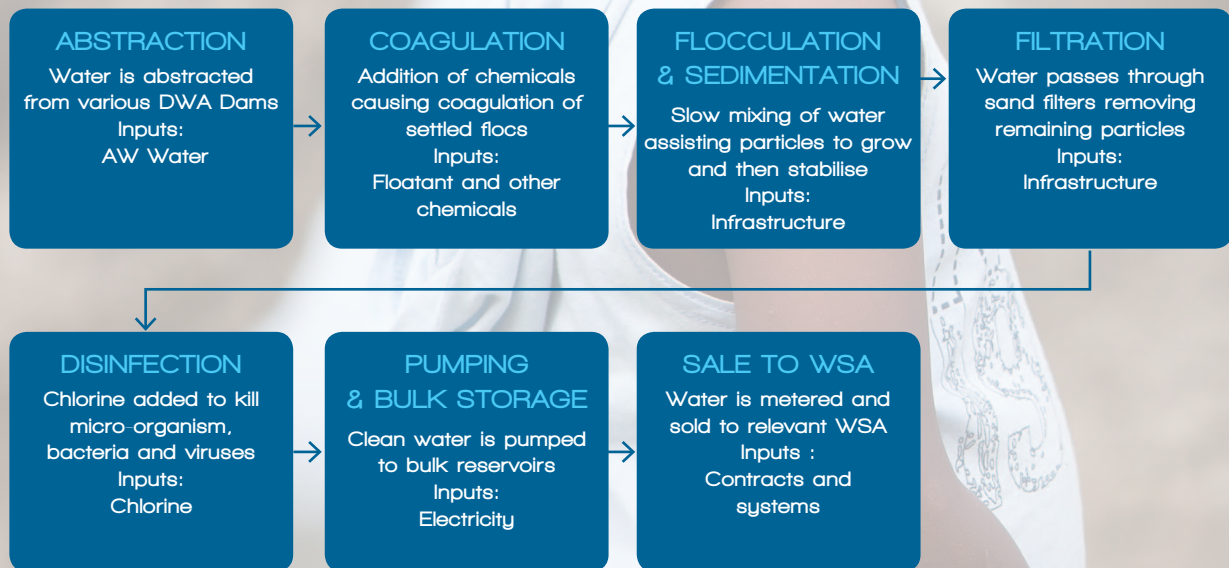 ABSTRACTION
Water is abstracted
from various DWA Dams
Inputs:
AW Water
COAGULATION
Addition of chemicals
causing coagulation of
settled flocs
Inputs:
Floatant and other
chemicals
FLOCCULATION
& SEDIMENTATION
Slow mixing of water
assisting particles to grow
and then stabilise
Inputs:
Infrastructure
FILTRATION
Water passes through
sand filters removing
remaining particles
Inputs:
Infrastructure
DISINFECTION
Chlorine added to kill
micro-organism,
bacteria and viruses
Inputs:
Chlorine
PUMPING
& BULK STORAGE
Clean water is pumped
to bulk reservoirs
Inputs:
Electricity
SALE TO WSA
Water is metered and
sold to relevant WSA
Inputs :
Contracts and
systems